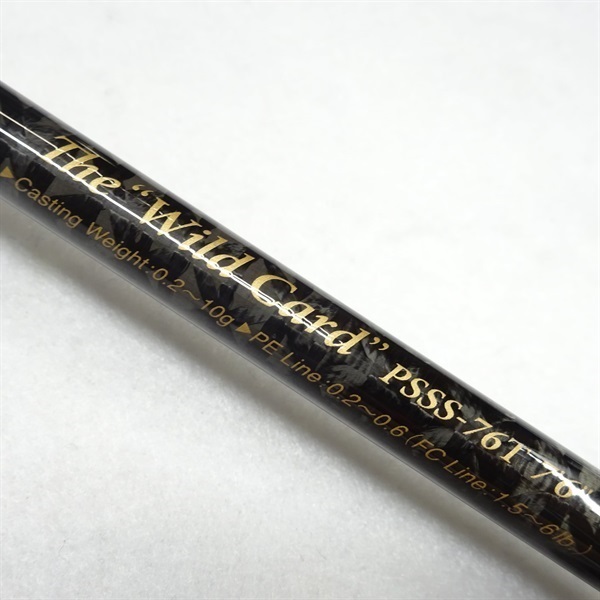 The “Wild Card” PSSS-76T 7'6"
▶Casting Weight:0.2～10g▶PE Line:0.2～0.6(FC Line:1.5～6lb.)